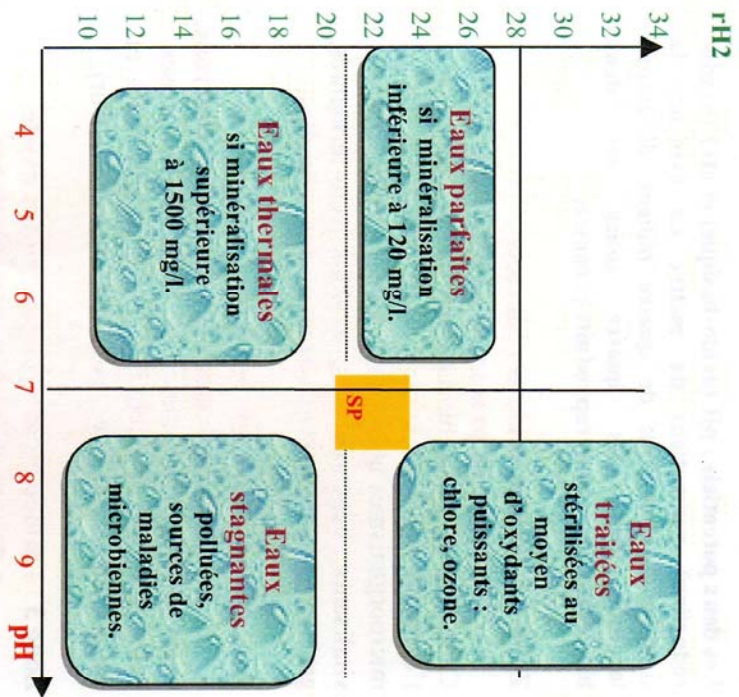 rH2
34
32
30
28
26
24
22
20
18
16
14
12
10
Eaux parfaites
si minéralisation
inférieure à 120 mg/l.
Eaux
traitées
stérilisées au
moyen
d'oxydants
puissants :
chlore, ozone.
SP
Eaux thermales
si minéralisation
supérieure
à 1500 mg/l.
Eaux
stagnantes
polluées,
sources de
maladies
microbiennes.
4
5
6
7
8
9
pH